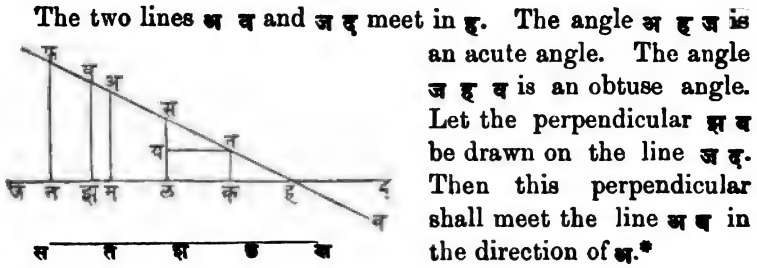 The two lines अ व and ज द meet in ह. The angle अ ह ज is
an acute angle. The angle
ज ह व is an obtuse angle.
Let the perpendicular झ
be drawn on the line ज द.
Then this perpendicular
shall meet the line अ व in
the direction of अ.*
फ
घ
अ
म
य त
ज न झ म ल क ह द
व
स त श छ